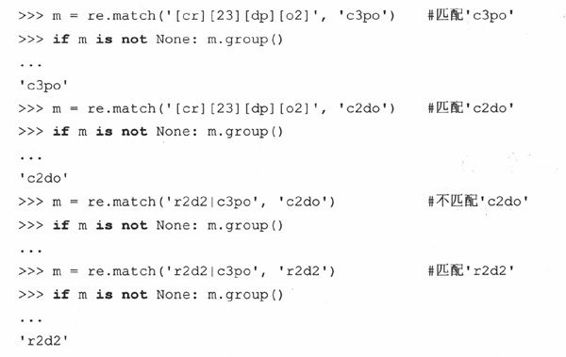 >>> m = re.match('[cr][23][dp][o2]', 'c3po') #匹配'c3po'
>>> if m is not None: m.group()
...
'c3po'
>>> m = re.match('[cr][23][dp][o2]', 'c2do') #匹配'c2do'
>>> if m is not None: m.group()
...
'c2do'
>>> m = re.match('r2d2|c3po', 'c2do') #不匹配'c2do'
>>> if m is not None: m.group()
...
>>> m = re.match('r2d2|c3po', 'r2d2') #匹配'r2d2'
>>> if m is not None: m.group()
...
'r2d2'